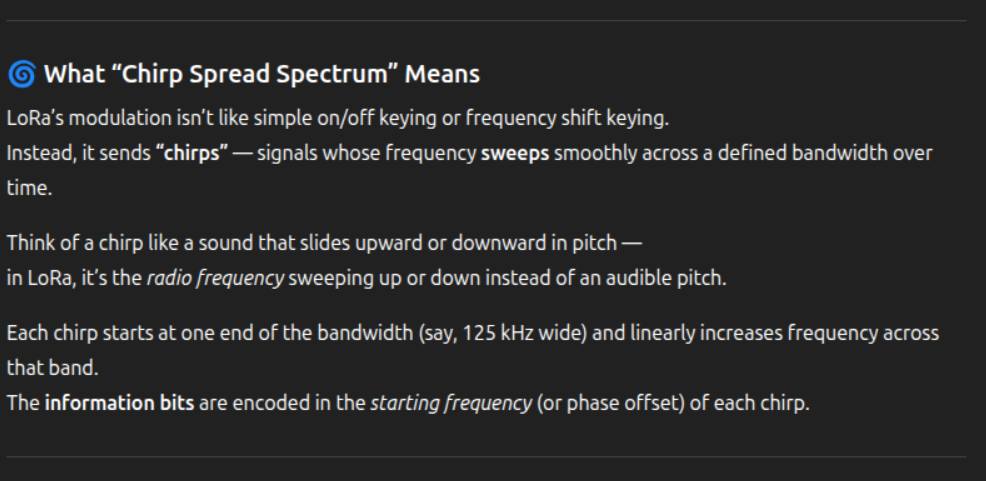 🌀 What “Chirp Spread Spectrum” Means
LoRa’s modulation isn’t like simple on/off keying or frequency shift keying.
Instead, it sends “chirps” — signals whose frequency sweeps smoothly across a defined bandwidth over
time.
Think of a chirp like a sound that slides upward or downward in pitch —
in LoRa, it’s the radio frequency sweeping up or down instead of an audible pitch.
Each chirp starts at one end of the bandwidth (say, 125 kHz wide) and linearly increases frequency across
that band.
The information bits are encoded in the starting frequency (or phase offset) of each chirp.